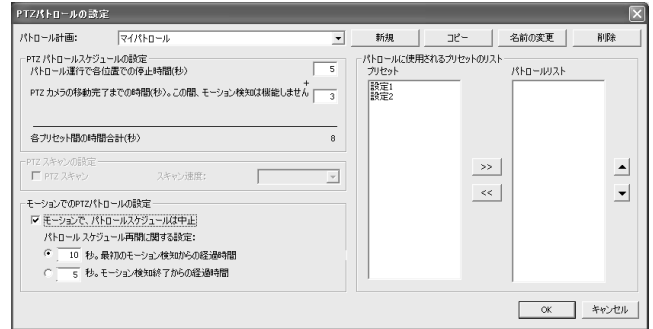 PTZパトロールの設定
パトロール計画: マイパトロール 新規 コピー 名前の変更 削除
PTZ パトロールスケジュールの設定
パトロール運行で各位置での停止時間(秒) 5
+
PTZ カメラの移動完了までの時間(秒)。この間、モーション検知は機能しません 3
各プリセット間の時間合計(秒) 8
PTZ スキャンの設定
PTZ スキャン スキャン速度:
モーションでのPTZパトロールの設定
モーションで、パトロールスケジュールは中止
パトロール スケジュール再開に関する設定:
10 秒。最初のモーション検知からの経過時間
5 秒。モーション検知終了からの経過時間
パトロールに使用されるプリセットのリスト
プリセット パトロールリスト
設定1
設定2
>>
<<
OK キャンセル